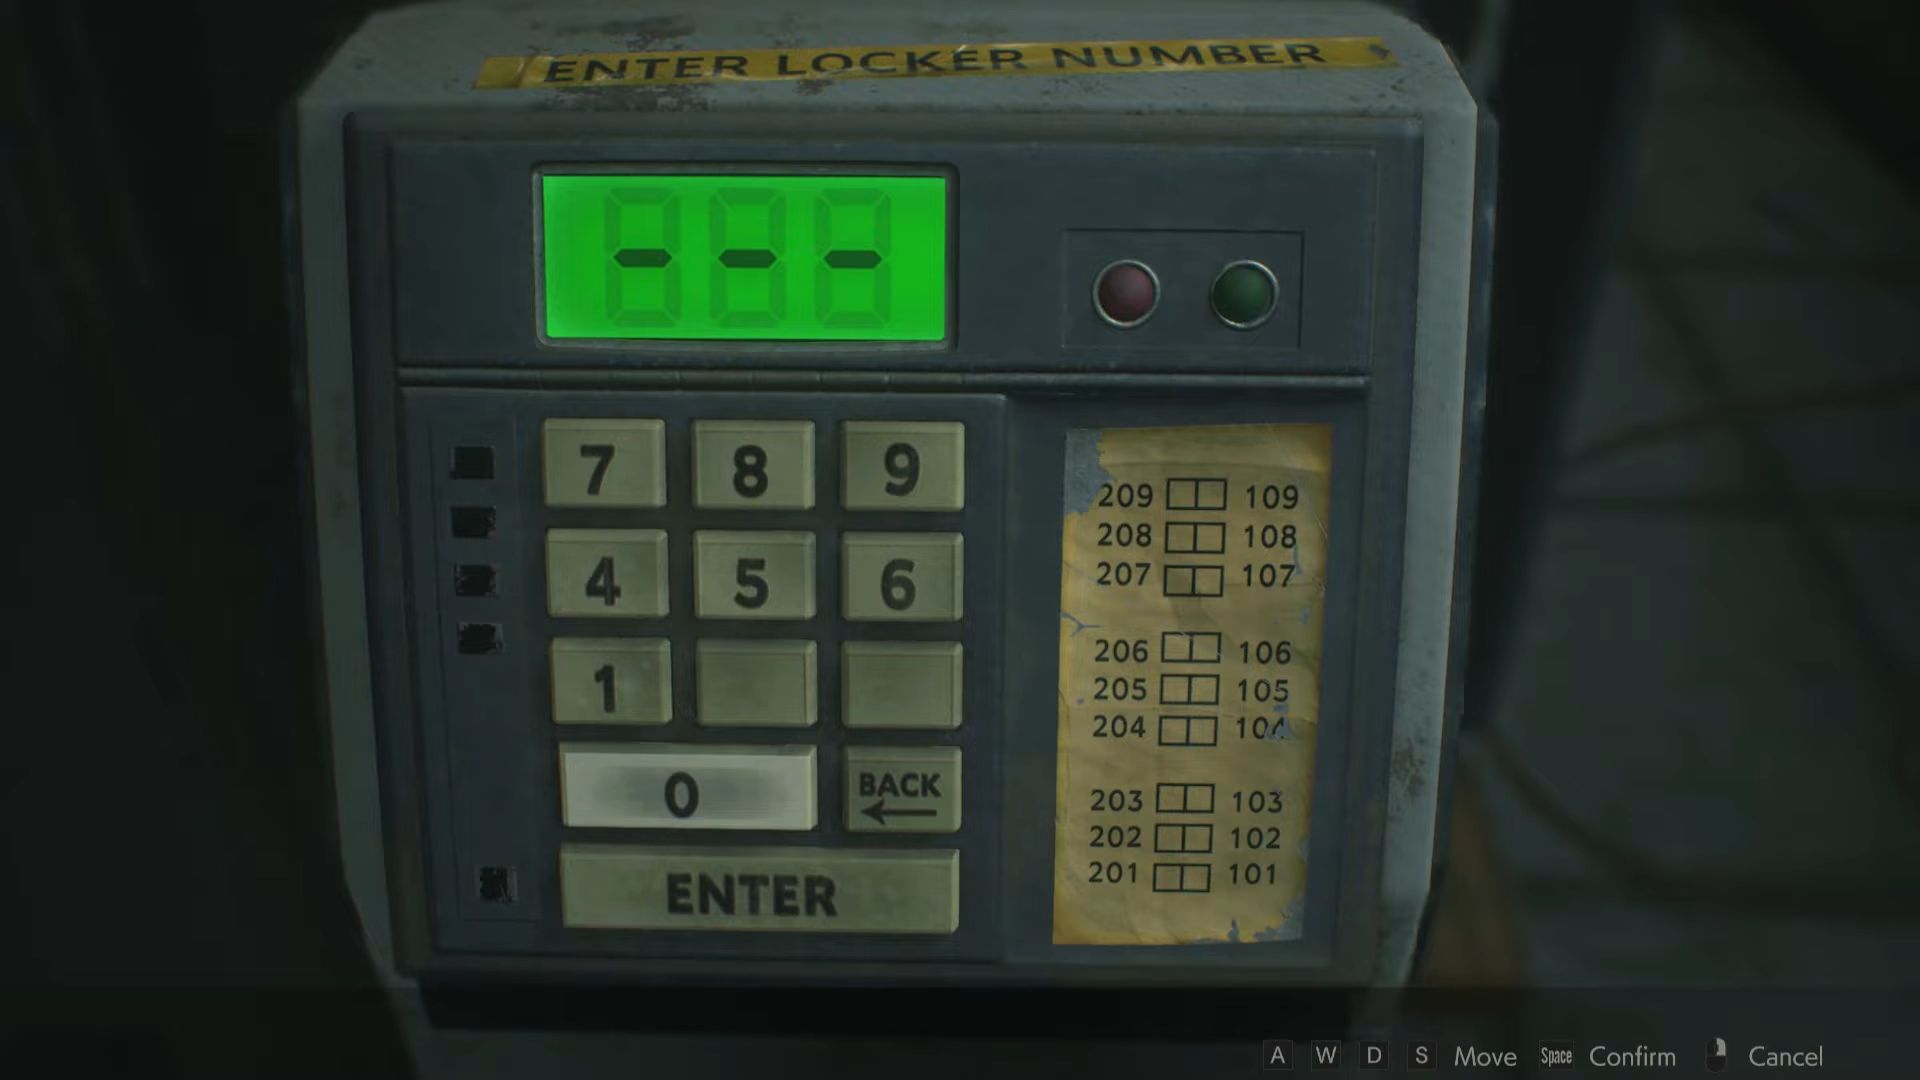 ENTER LOCKER NUMBER
- - -
7 8 9
4 5 6
1
0 BACK
ENTER
209 109
208 108
207 107
206 106
205 105
204 104
203 103
202 102
201 101
A W D S Move Space Confirm Cancel